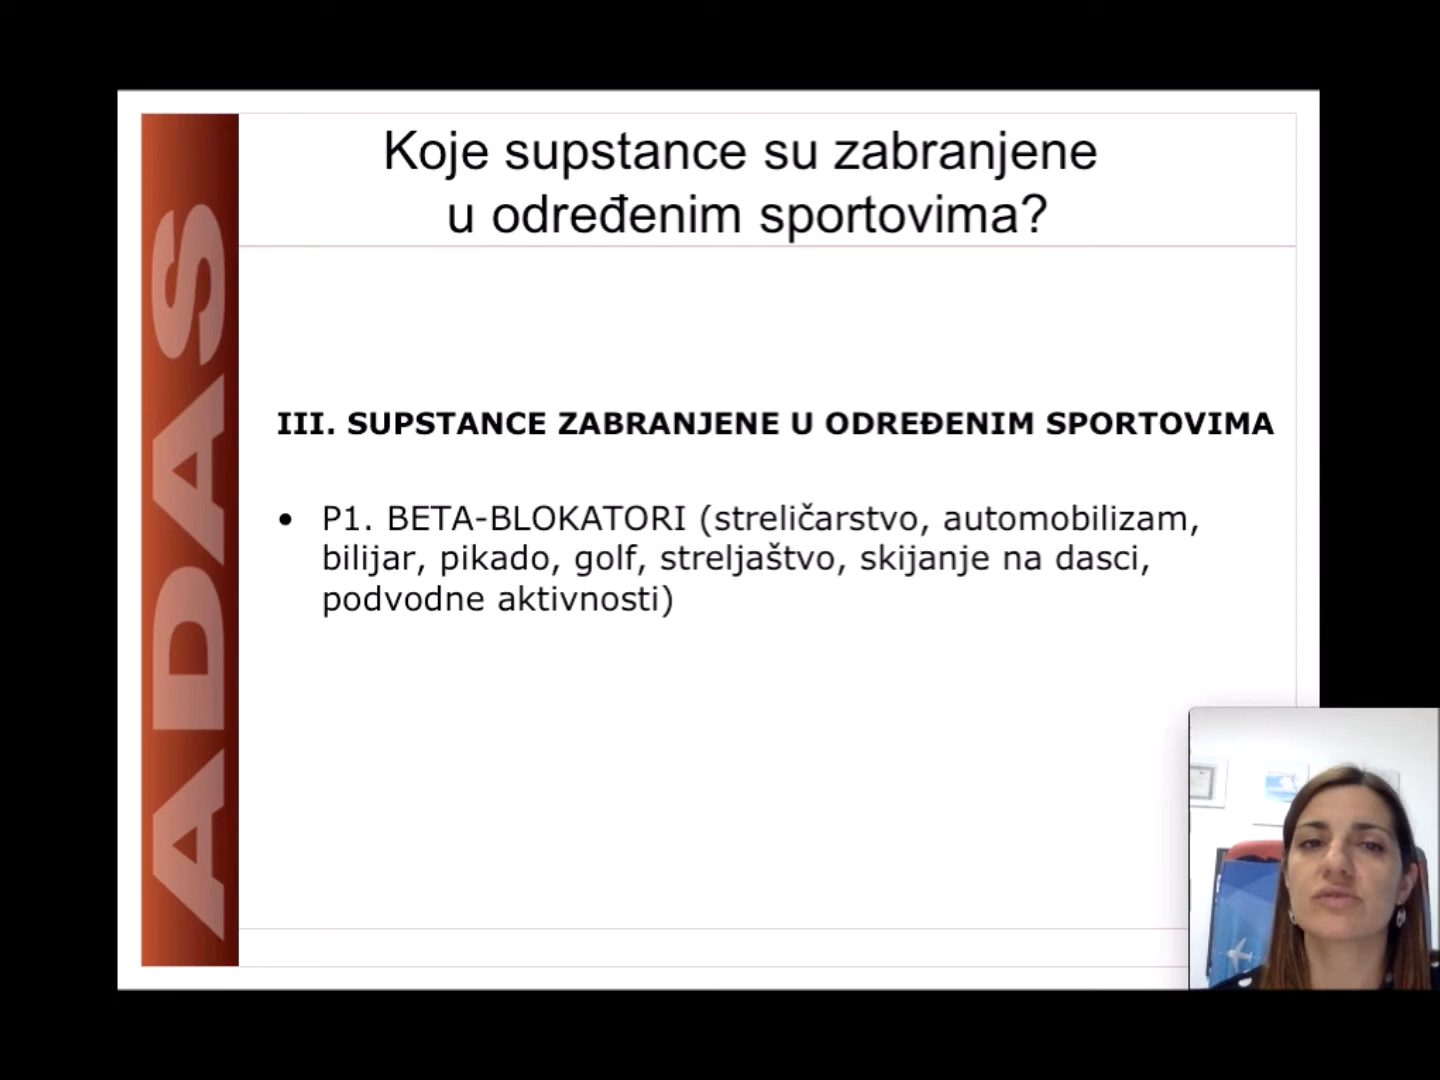 Koje supstance su zabranjene
u određenim sportovima?
ADAS
III. SUPSTANCE ZABRANJENE U ODREĐENIM SPORTOVIMA
• P1. BETA-BLOKATORI (streličarstvo, automobilizam,
bilijar, pikado, golf, streljaštvo, skijanje na dasci,
podvodne aktivnosti)